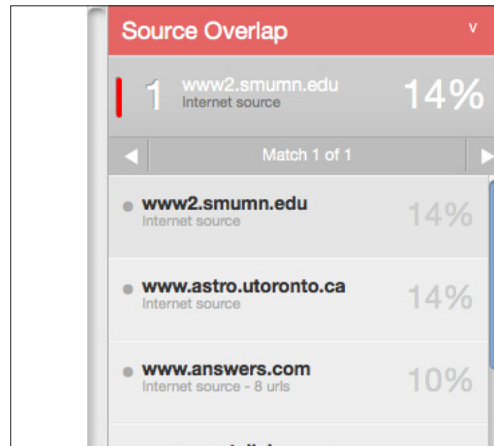 Source Overlap v
1 www2.smumn.edu 14%
Internet source
Match 1 of 1
www2.smumn.edu 14%
Internet source
www.astro.utoronto.ca 14%
Internet source
www.answers.com 10%
Internet source - 8 urls